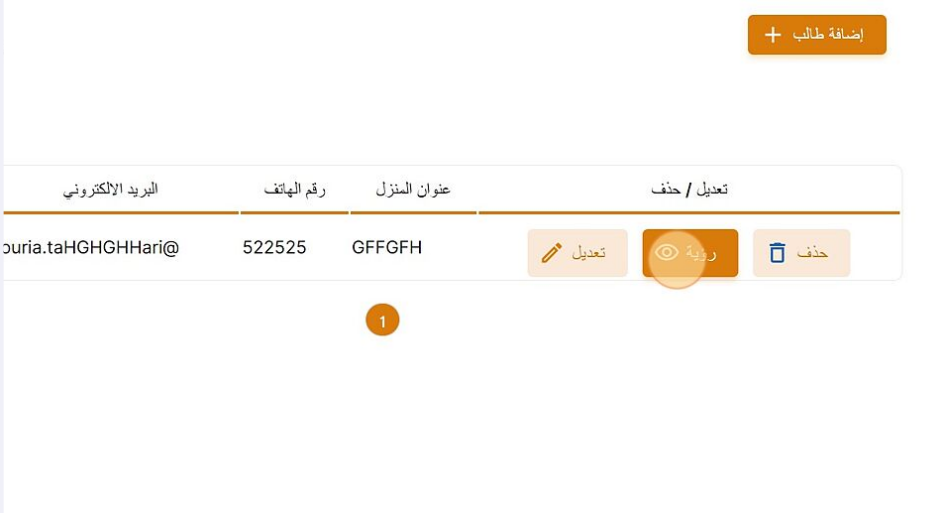 إضافة طالب +
البريد الالكتروني رقم الهاتف عنوان المنزل تعديل / حذف
ouria.taHGHGHHari@ 522525 GFFGFH تعديل رؤية حذف
1